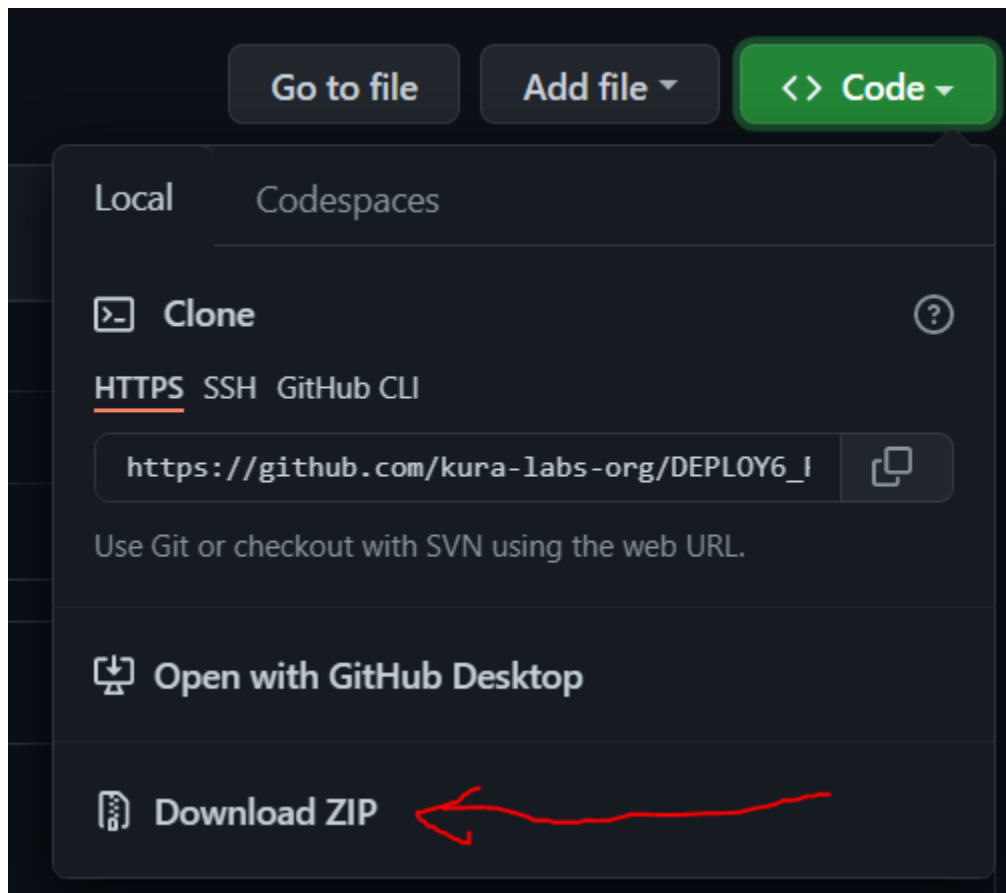 Go to file Add file <> Code
Local Codespaces
Clone
HTTPS SSH GitHub CLI
https://github.com/kura-labs-org/DEPLOY6_
Use Git or checkout with SVN using the web URL.
Open with GitHub Desktop
Download ZIP